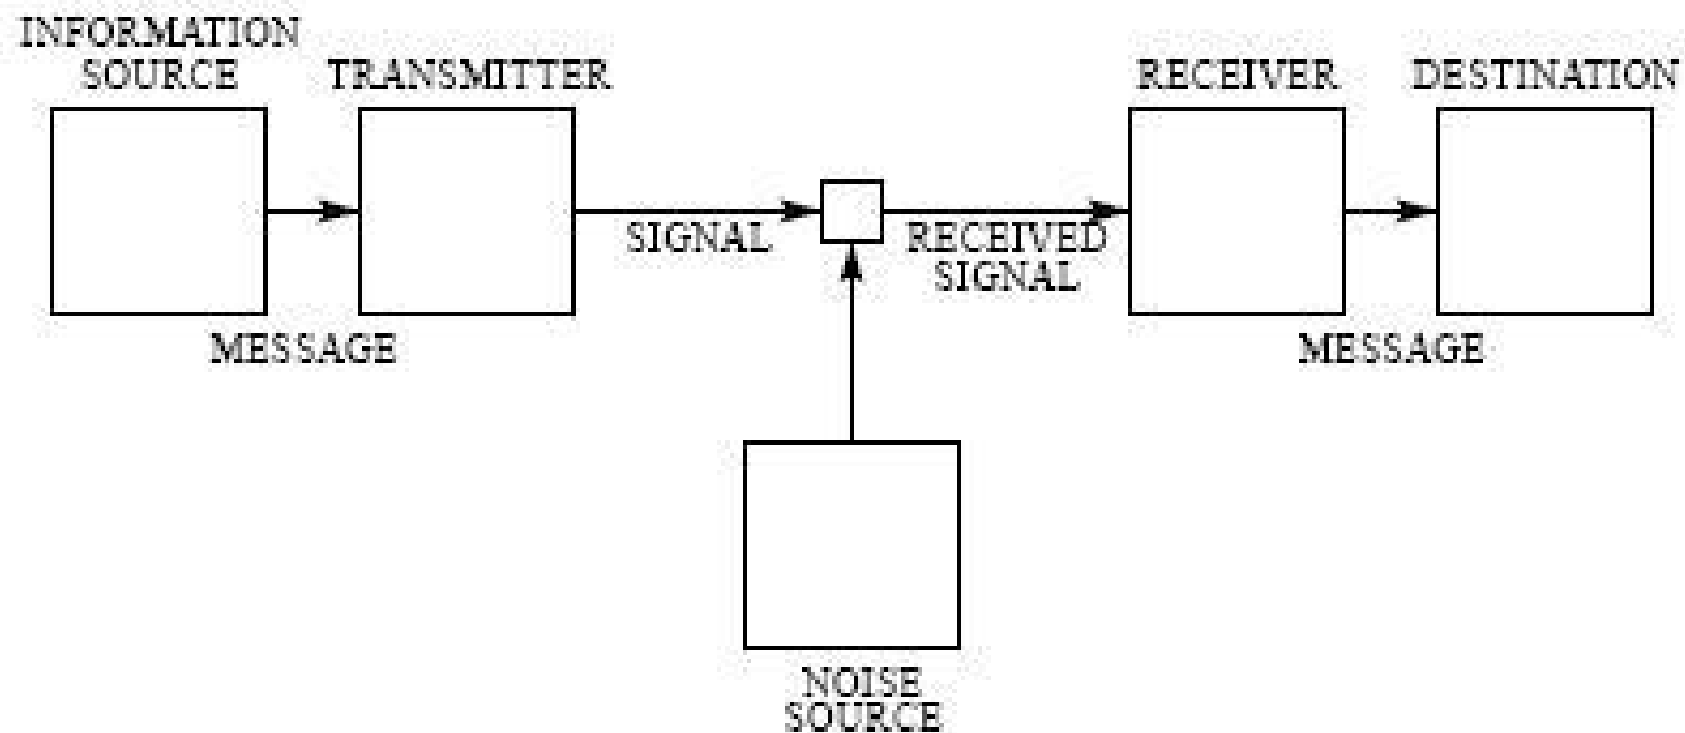 INFORMATION
SOURCE
TRANSMITTER
RECEIVER
DESTINATION
SIGNAL
RECEIVED
SIGNAL
MESSAGE
MESSAGE
NOISE
SOURCE